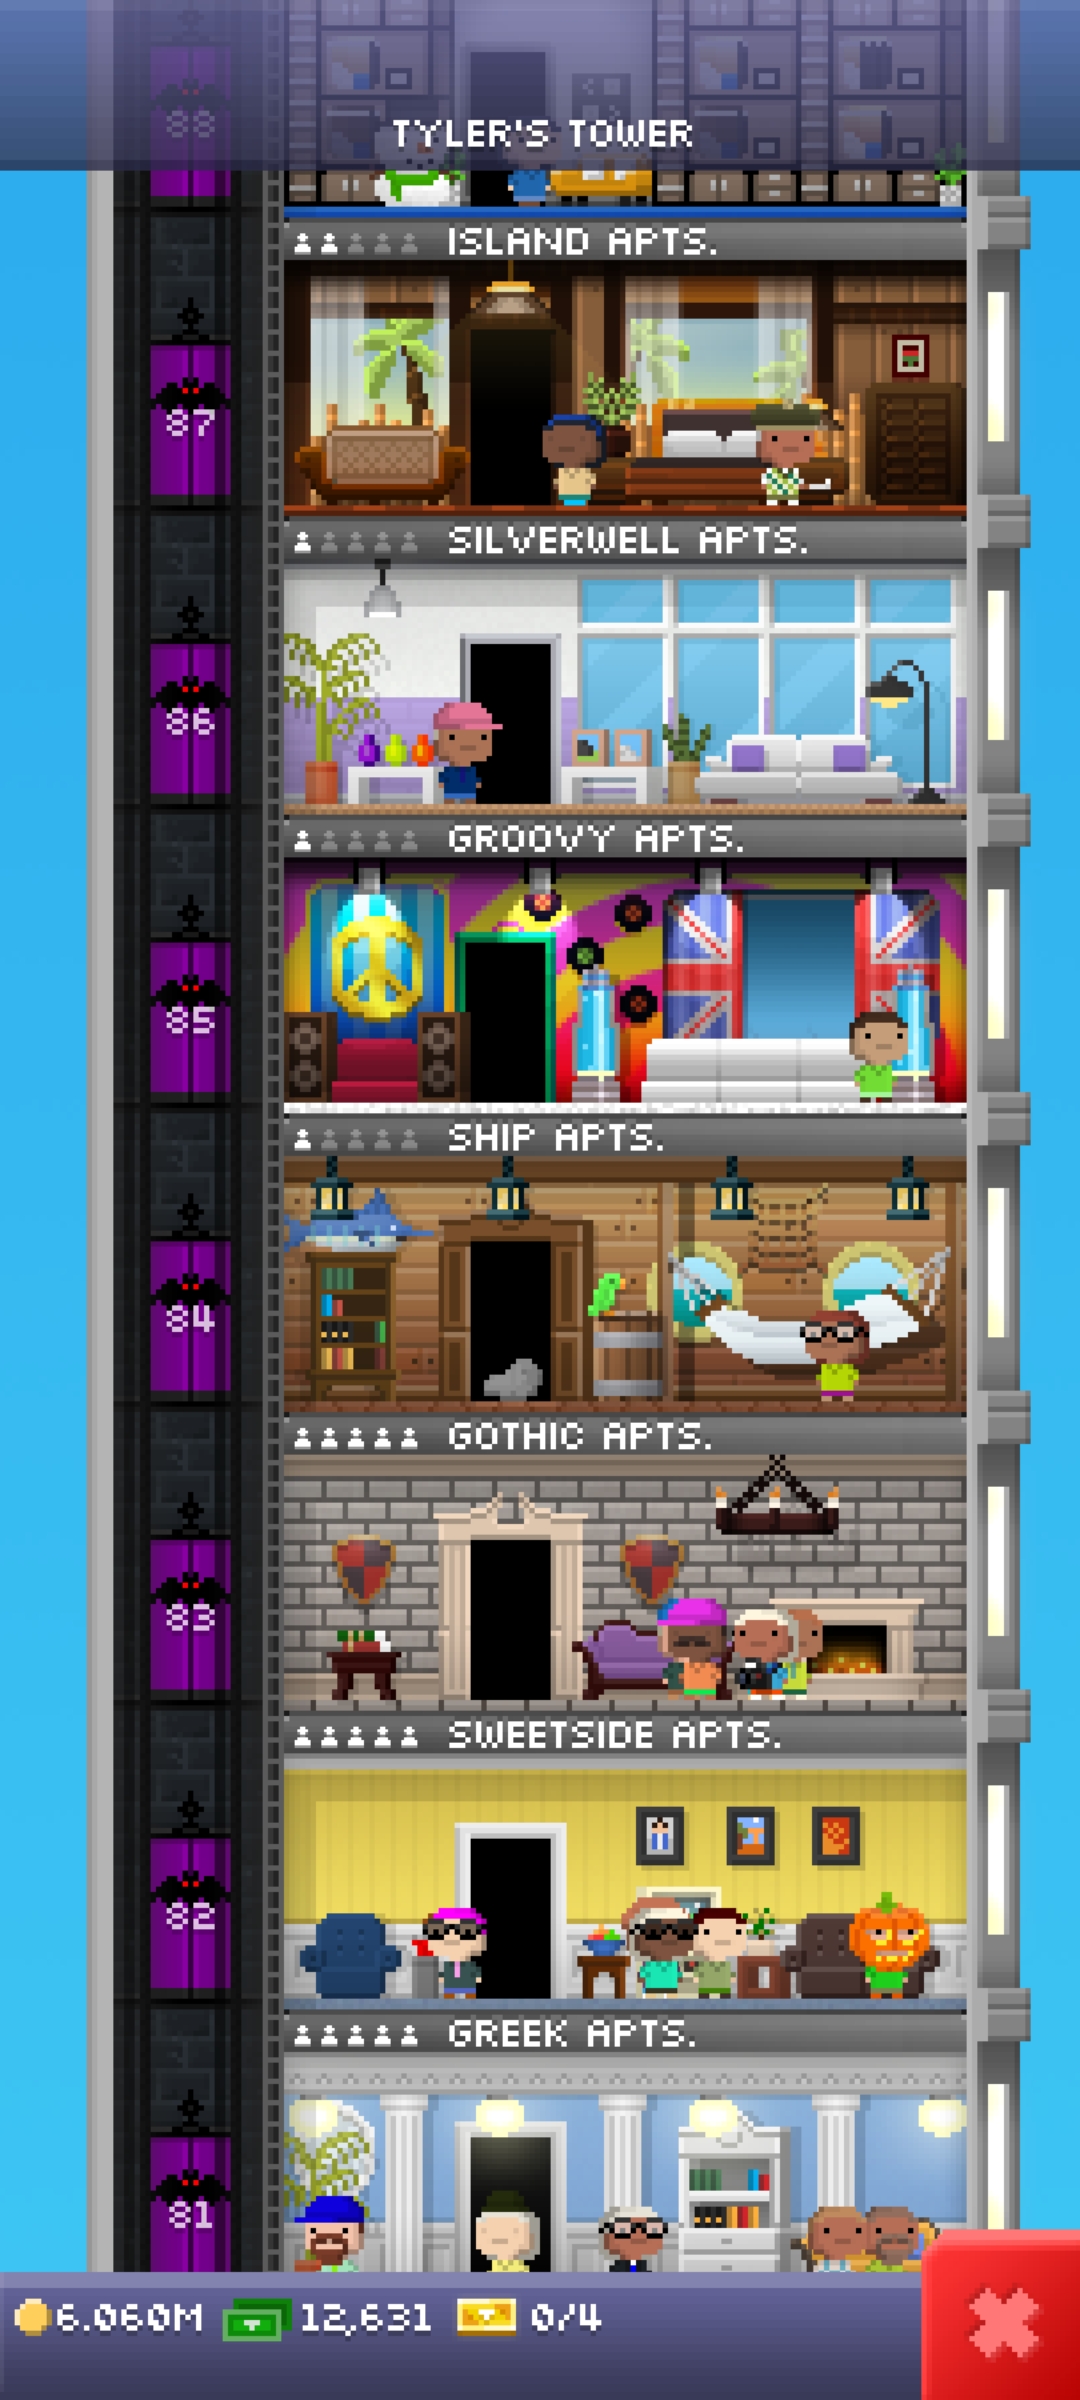 88
TYLER'S TOWER
ISLAND APTS.
87
SILVERWELL APTS.
86
GROOVY APTS.
85
SHIP APTS.
84
GOTHIC APTS.
83
SWEETSIDE APTS.
82
GREEK APTS.
81
6.060M 12,631 0/4